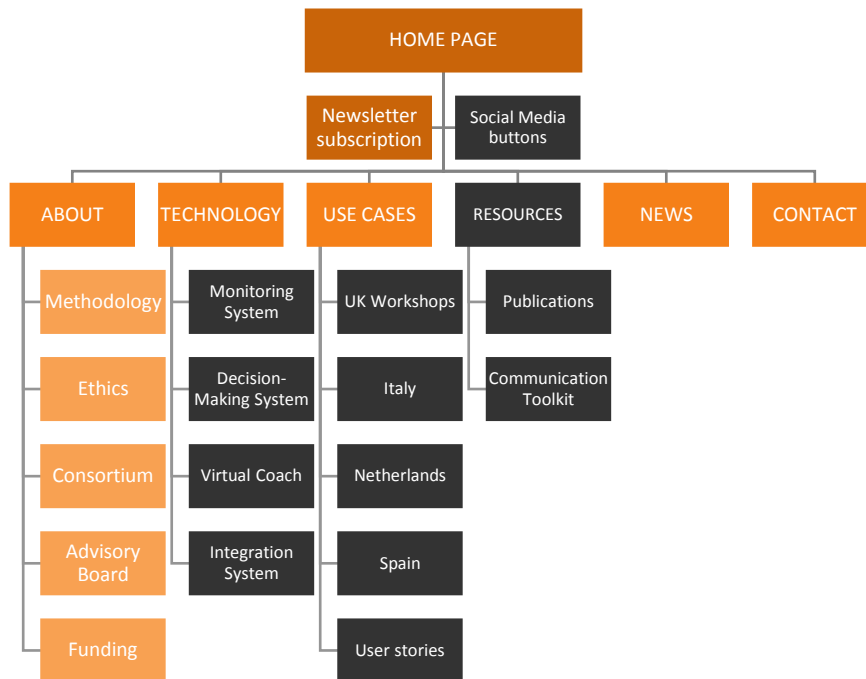 HOME PAGE
Newsletter
subscription
Social Media
buttons
ABOUT
TECHNOLOGY
USE CASES
RESOURCES
NEWS
CONTACT
Methodology
Ethics
Consortium
Advisory
Board
Funding
Monitoring
System
Decision-
Making System
Virtual Coach
Integration
System
UK Workshops
Italy
Netherlands
Spain
User stories
Publications
Communication
Toolkit